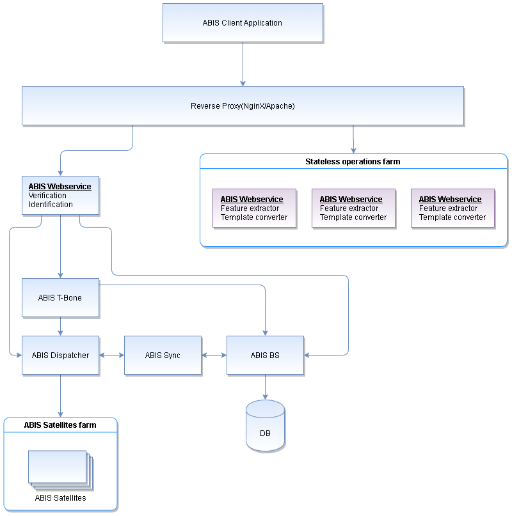 ABIS Client Application
Reverse Proxy(NginX/Apache)
Stateless operations farm
ABIS Webservice
Verification
Identification
ABIS Webservice
Feature extractor
Template converter
ABIS Webservice
Feature extractor
Template converter
ABIS Webservice
Feature extractor
Template converter
ABIS T-Bone
ABIS Dispatcher
ABIS Sync
ABIS BS
ABIS Satellites farm
DB
ABIS Satellites